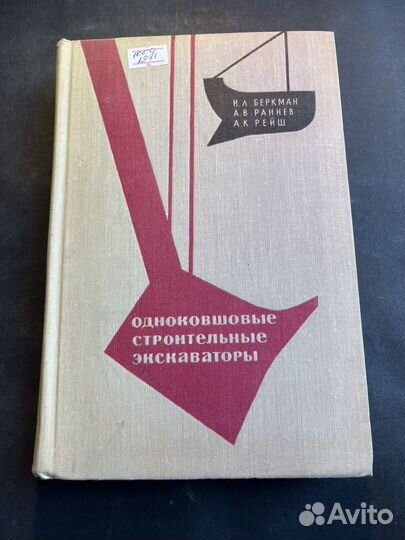 И.Л. БЕРКМАН
А.В. РАННЕВ
А.К. РЕЙШ
одноковшовые
строительные
экскаваторы
Avito